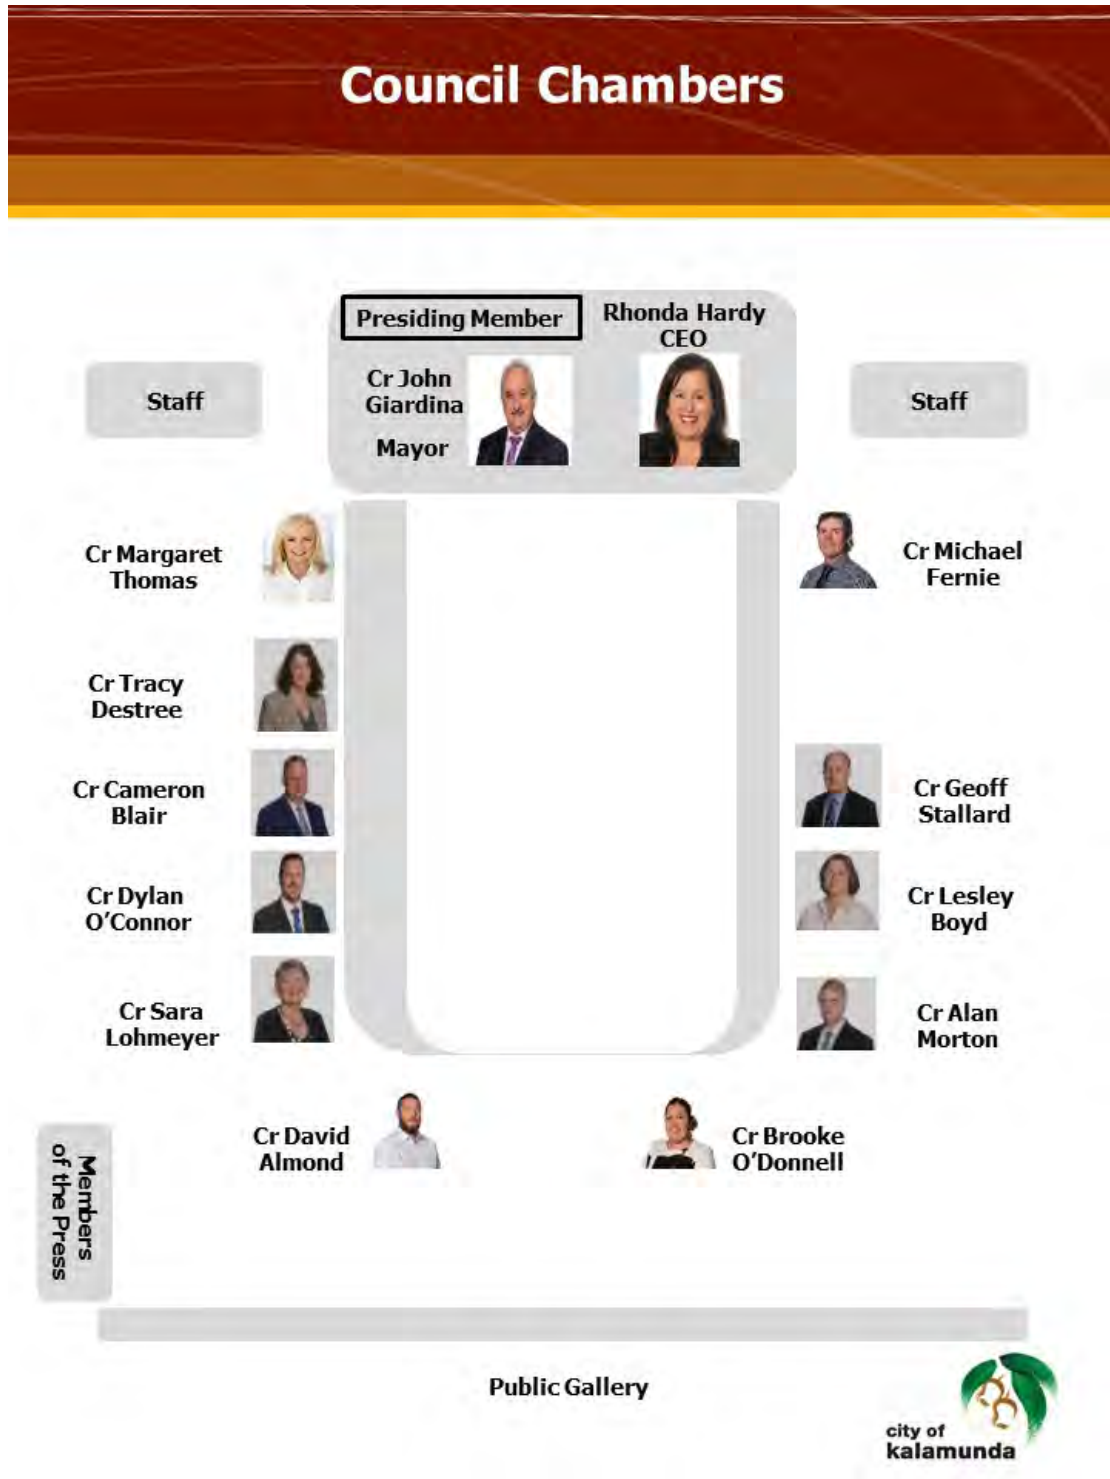 Council Chambers
Presiding Member
Rhonda Hardy
CEO
Cr John
Giardina
Mayor
Staff
Staff
Cr Margaret
Thomas
Cr Michael
Fernie
Cr Tracy
Destree
Cr Cameron
Blair
Cr Geoff
Stallard
Cr Dylan
O’Connor
Cr Lesley
Boyd
Cr Sara
Lohmeyer
Cr Alan
Morton
Cr David
Almond
Cr Brooke
O’Donnell
Members
of the Press
Public Gallery
city of
kalamunda